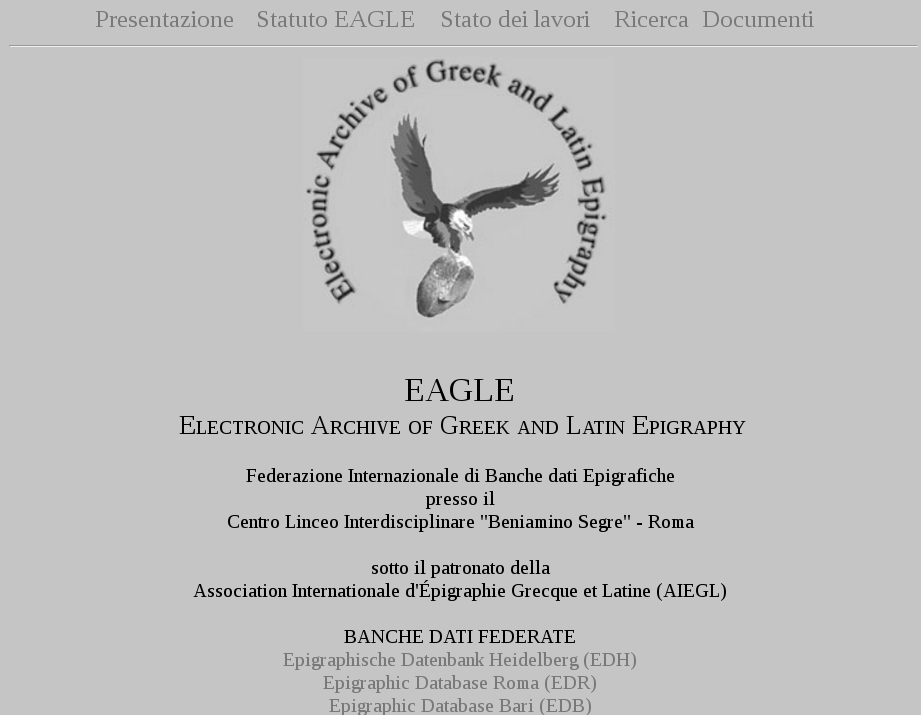 Presentazione Statuto EAGLE Stato dei lavori Ricerca Documenti
Electronic Archive of Greek and Latin Epigraphy
EAGLE
Electronic Archive of Greek and Latin Epigraphy
Federazione Internazionale di Banche dati Epigrafiche
presso il
Centro Linceo Interdisciplinare "Beniamino Segre" - Roma
sotto il patronato della
Association Internationale d'Épigraphie Grecque et Latine (AIEGL)
BANCHE DATI FEDERATE
Epigraphische Datenbank Heidelberg (EDH)
Epigraphic Database Roma (EDR)
Epigraphic Database Bari (EDB)